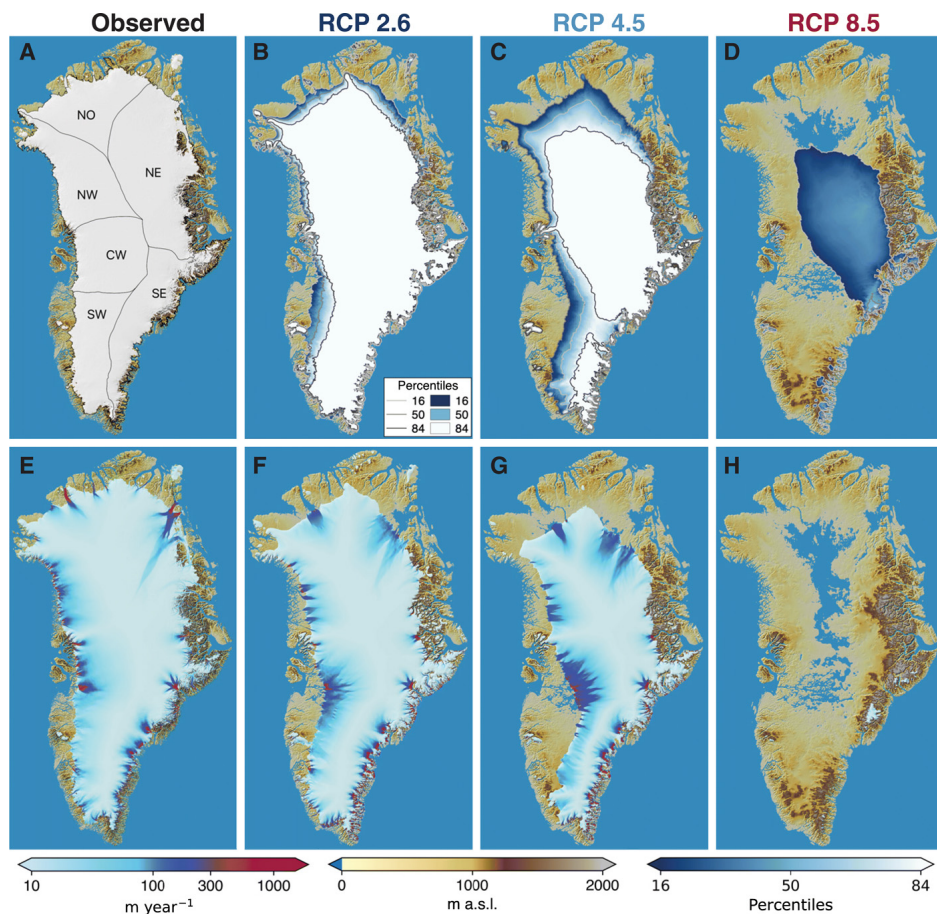 Observed RCP 2.6 RCP 4.5 RCP 8.5
A B C D
NO
NE
NW
CW
SE
SW
Percentiles
16 16
50 50
84 84
E F G H
10 100 300 1000
m year⁻¹
0 1000 2000
m a.s.l.
16 50 84
Percentiles